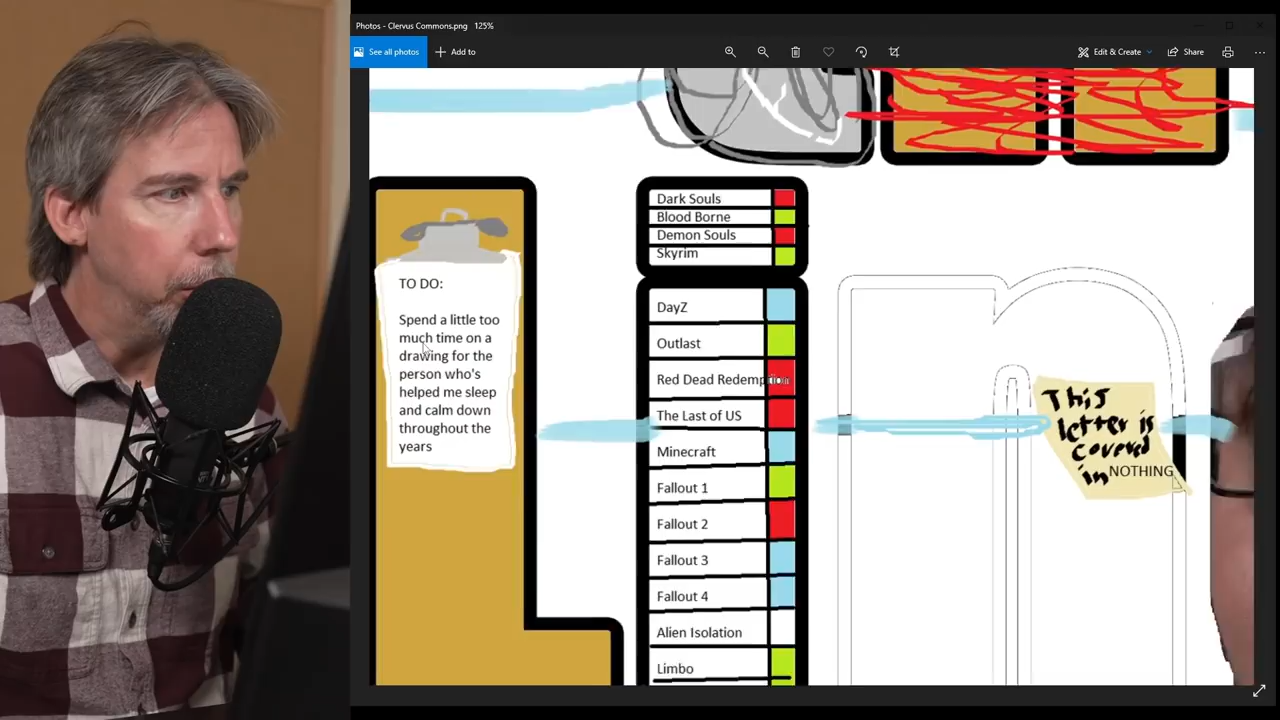 Photos - Clervus Commons.png 125%
See all photos
Add to
Edit & Create
Share
Dark Souls
Blood Borne
Demon Souls
Skyrim
TO DO:
Spend a little too
much time on a
drawing for the
person who's
helped me sleep
and calm down
throughout the
years
DayZ
Outlast
Red Dead Redemption
The Last of US
Minecraft
Fallout 1
Fallout 2
Fallout 3
Fallout 4
Alien Isolation
Limbo
This
letter is
covered
in NOTHING